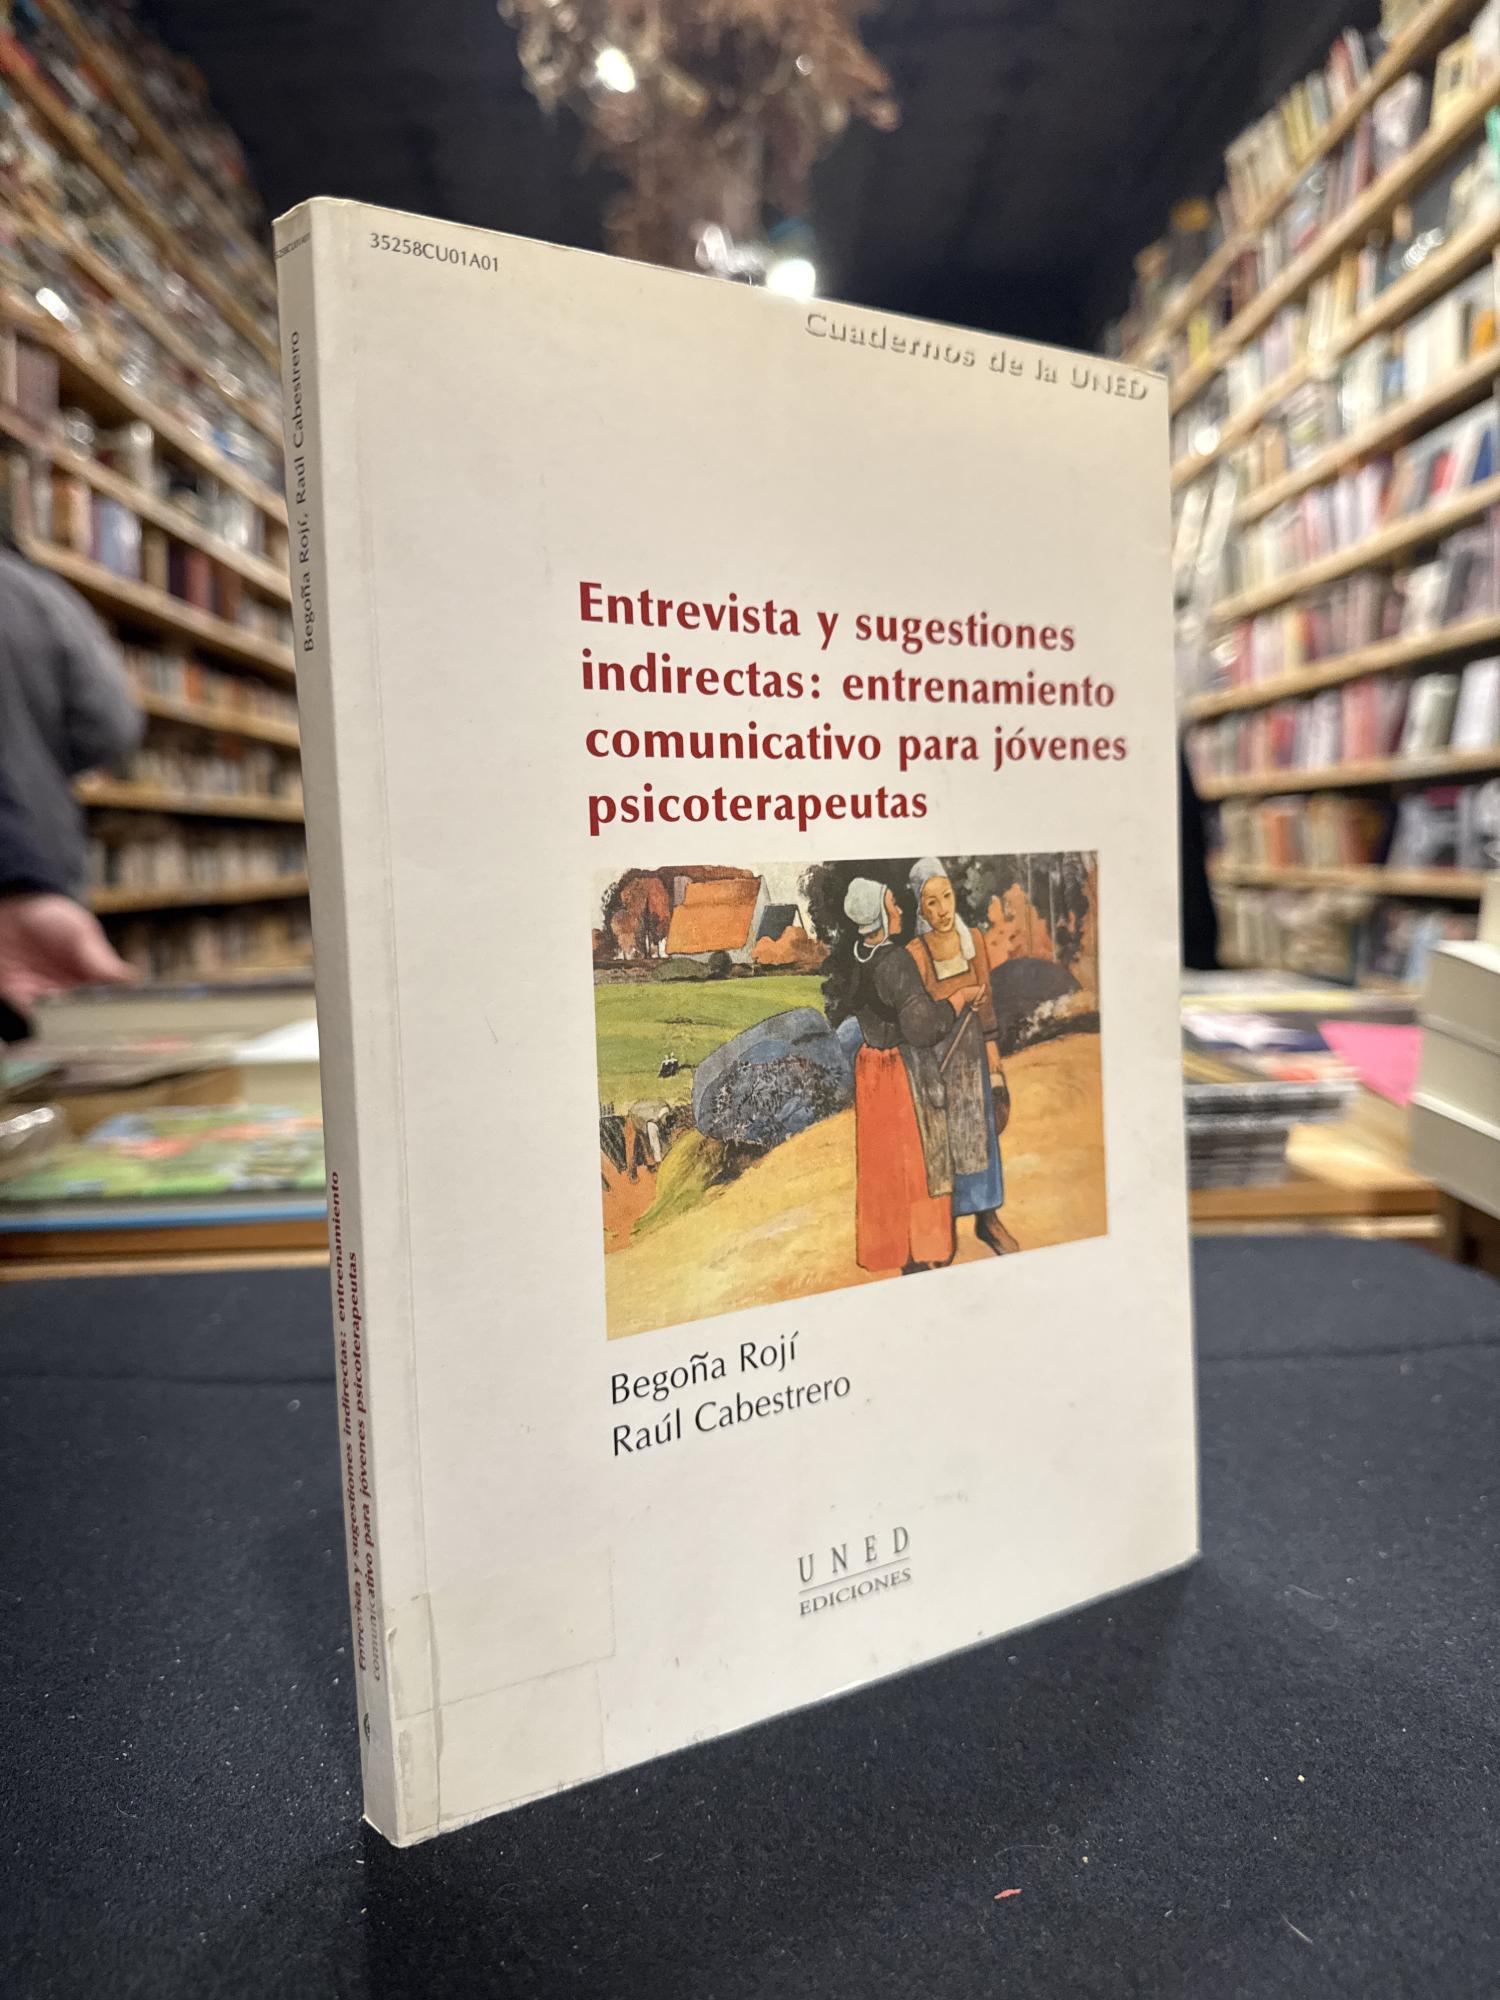 35258CU01A01
Cuadernos de la UNED
Entrevista y sugestiones
indirectas: entrenamiento
comunicativo para jóvenes
psicoterapeutas
Begoña Rojí
Raúl Cabestrero
UNED
EDICIONES
Begoña Rojí, Raúl Cabestrero
Entrevista y sugestiones indirectas: entrenamiento
comunicativo para jóvenes psicoterapeutas